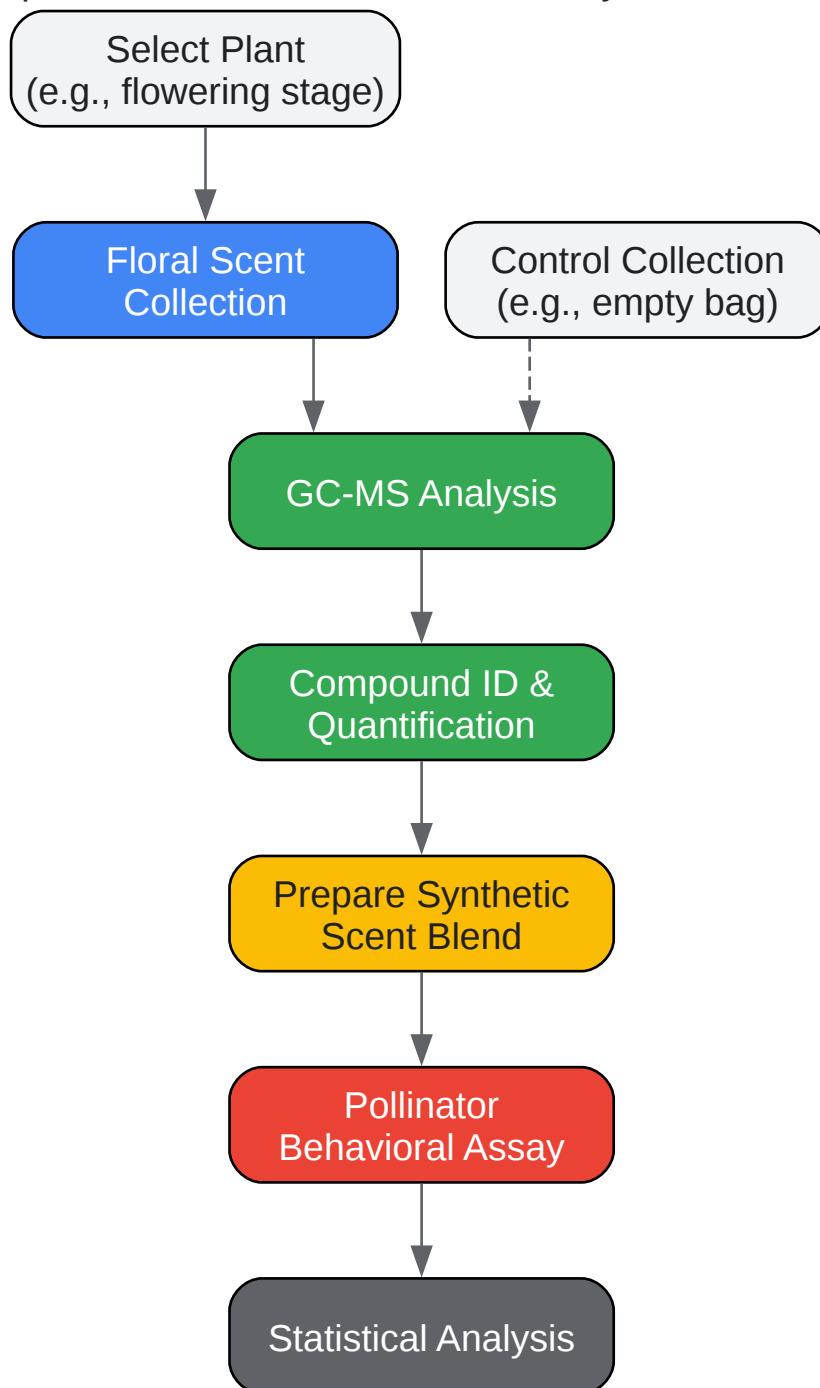 Select Plant
(e.g., flowering stage)
Floral Scent
Collection
Control Collection
(e.g., empty bag)
GC-MS Analysis
Compound ID &
Quantification
Prepare Synthetic
Scent Blend
Pollinator
Behavioral Assay
Statistical Analysis